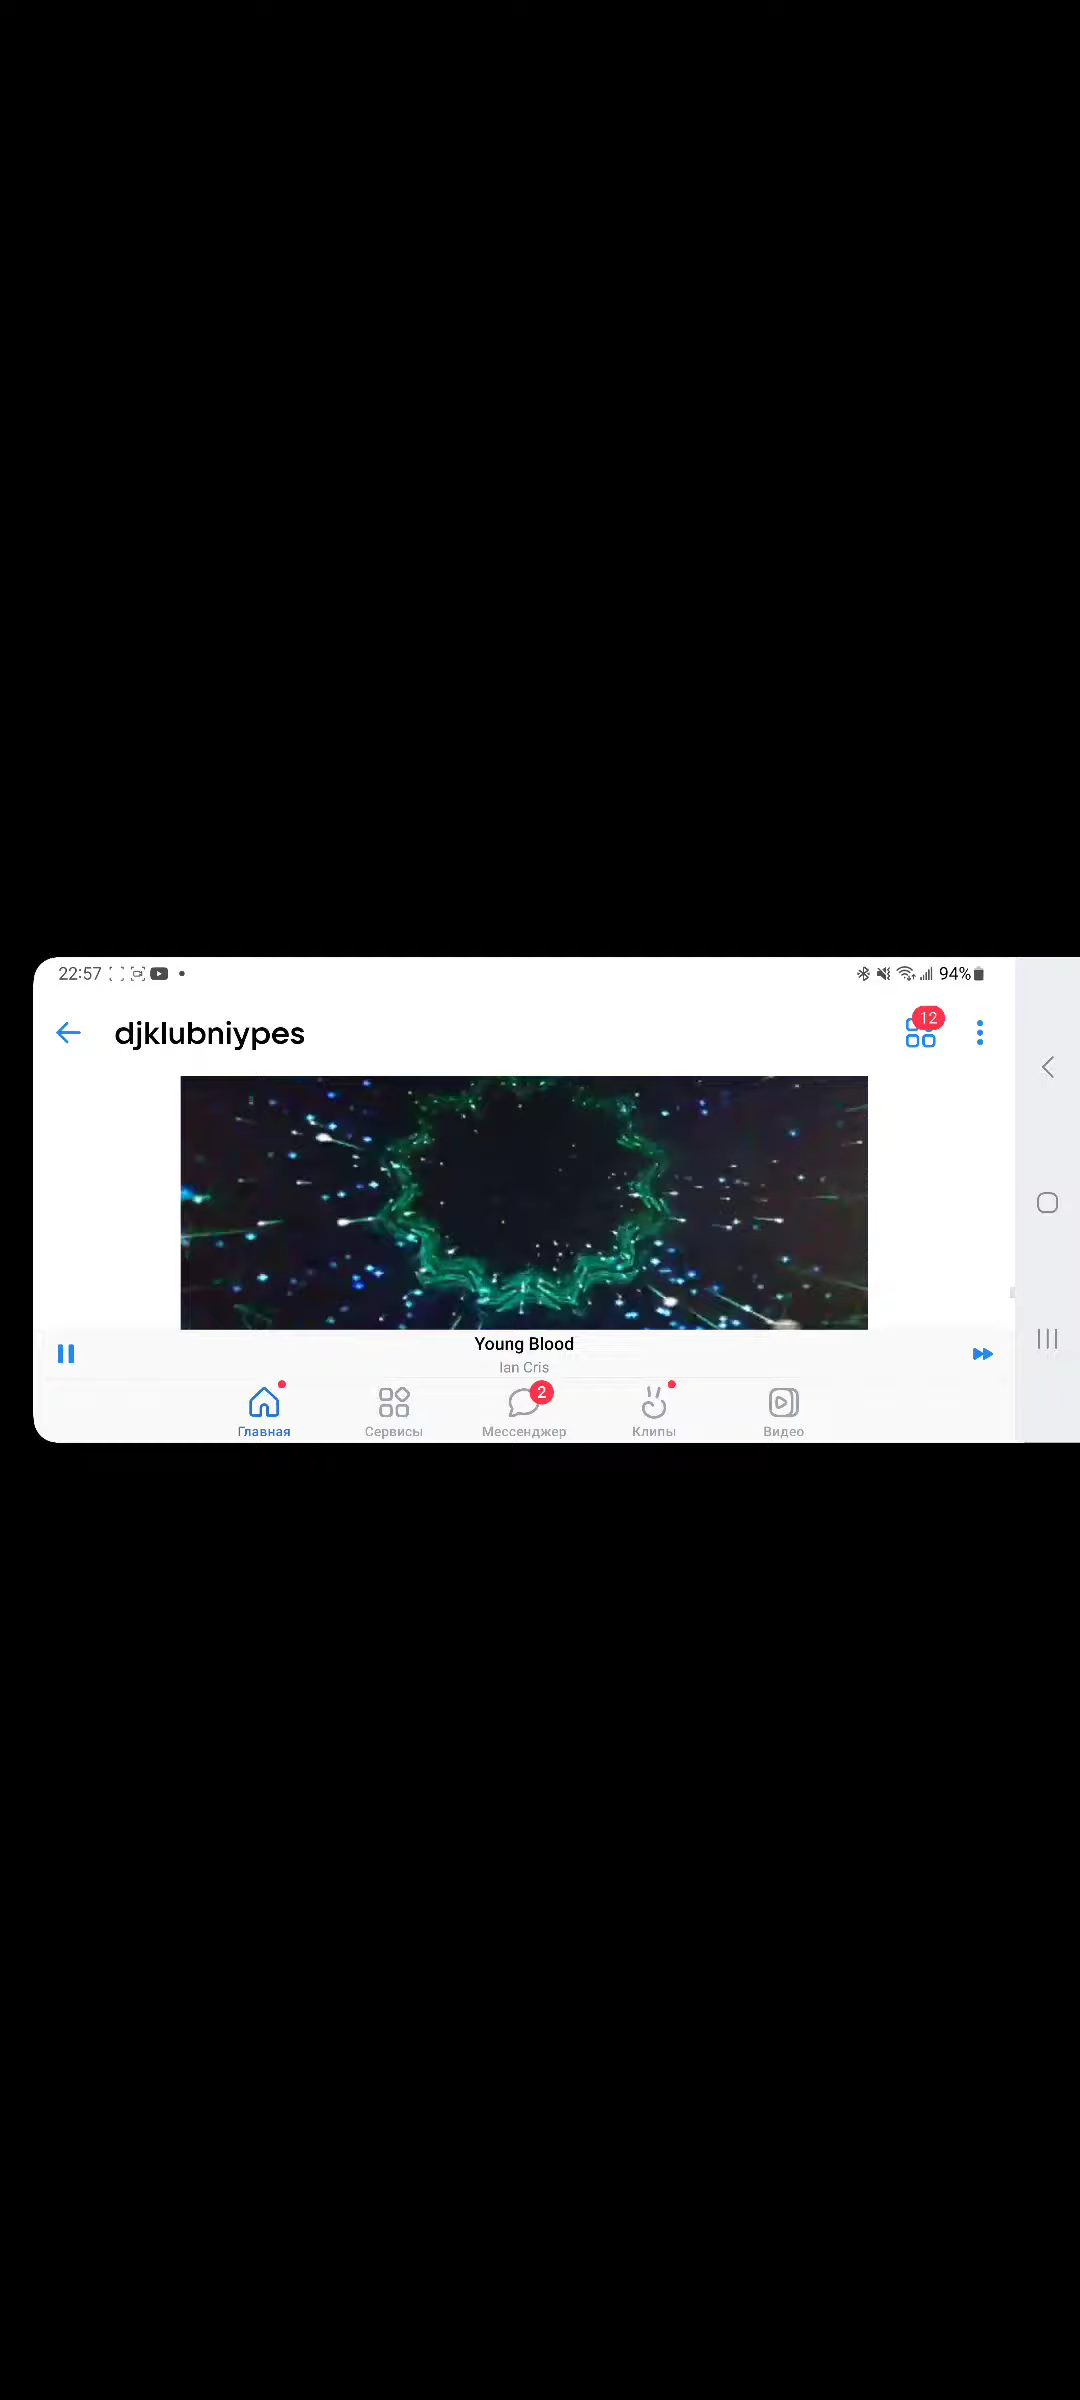 22:57
94%
djklubniypes
12
Young Blood
Ian Cris
2
Главная
Сервисы
Мессенджер
Клипы
Видео